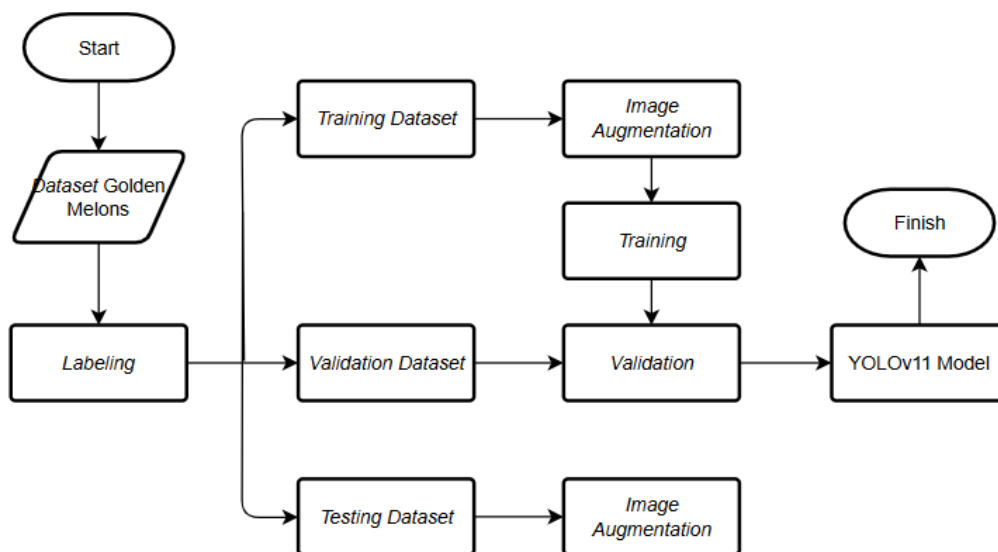 Start
Dataset Golden
Melons
Labeling
Training Dataset
Image
Augmentation
Training
Validation Dataset
Validation
YOLOv11 Model
Finish
Testing Dataset
Image
Augmentation